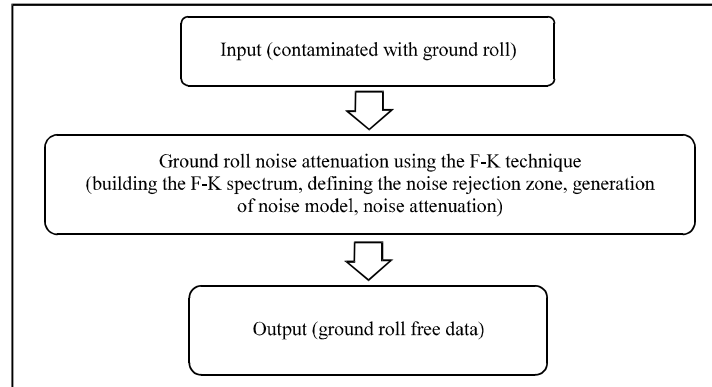 Input (contaminated with ground roll)
Ground roll noise attenuation using the F-K technique
(building the F-K spectrum, defining the noise rejection zone, generation
of noise model, noise attenuation)
Output (ground roll free data)